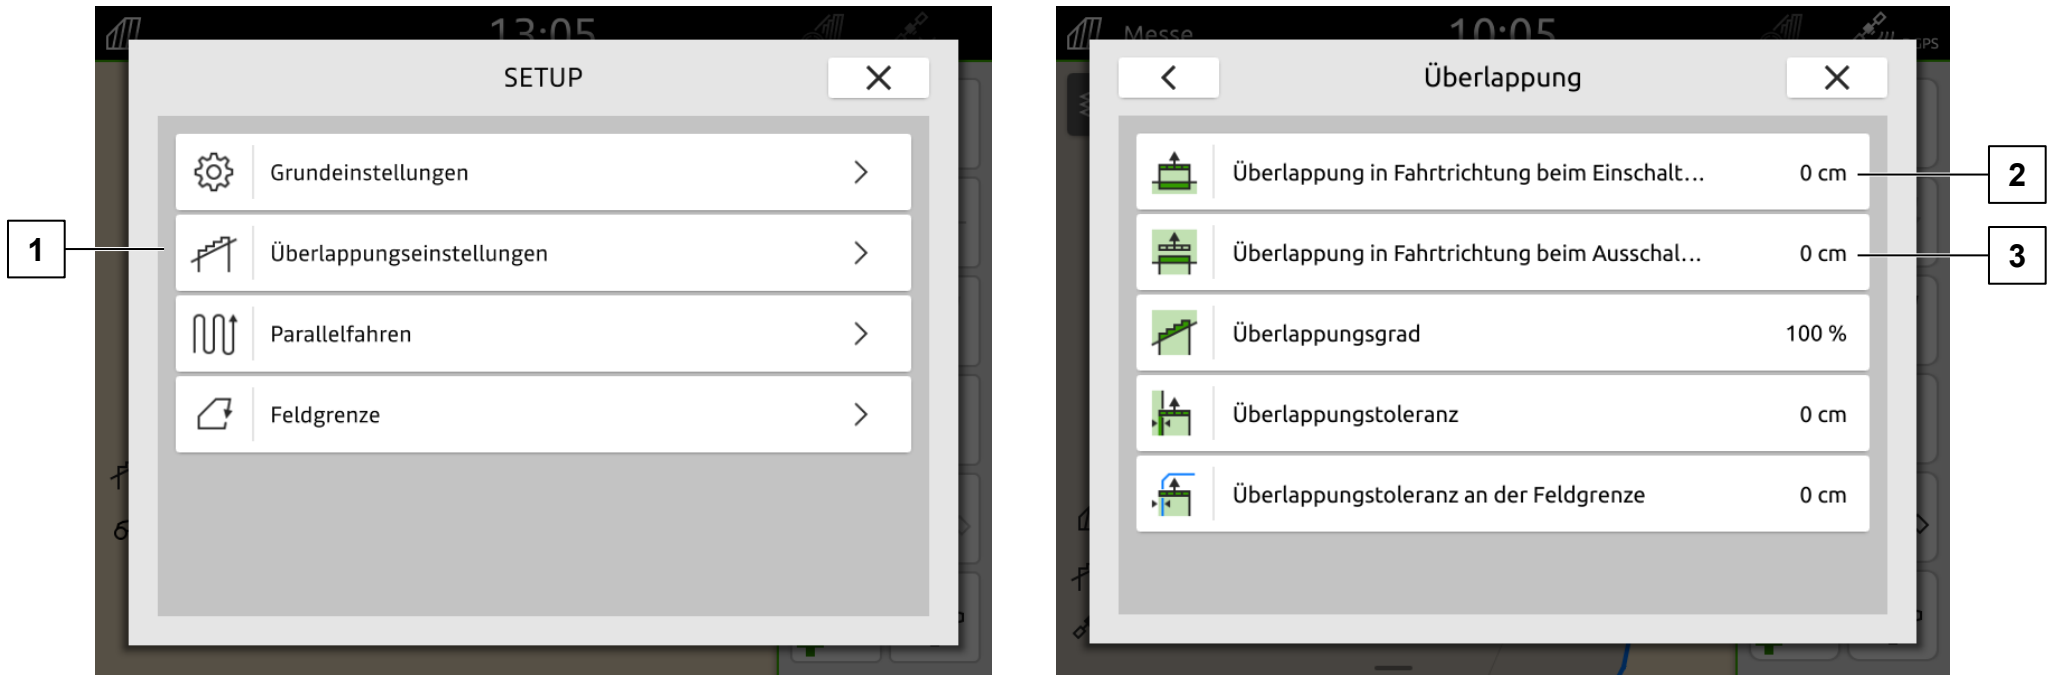 13:05
SETUP
Grundeinstellungen
Überlappungseinstellungen
Parallelfahren
Feldgrenze
1
Messe
10:05
GPS
Überlappung
Überlappung in Fahrtrichtung beim Einschalt... 0 cm
Überlappung in Fahrtrichtung beim Ausschal... 0 cm
Überlappungsgrad 100 %
Überlappungstoleranz 0 cm
Überlappungstoleranz an der Feldgrenze 0 cm
2
3